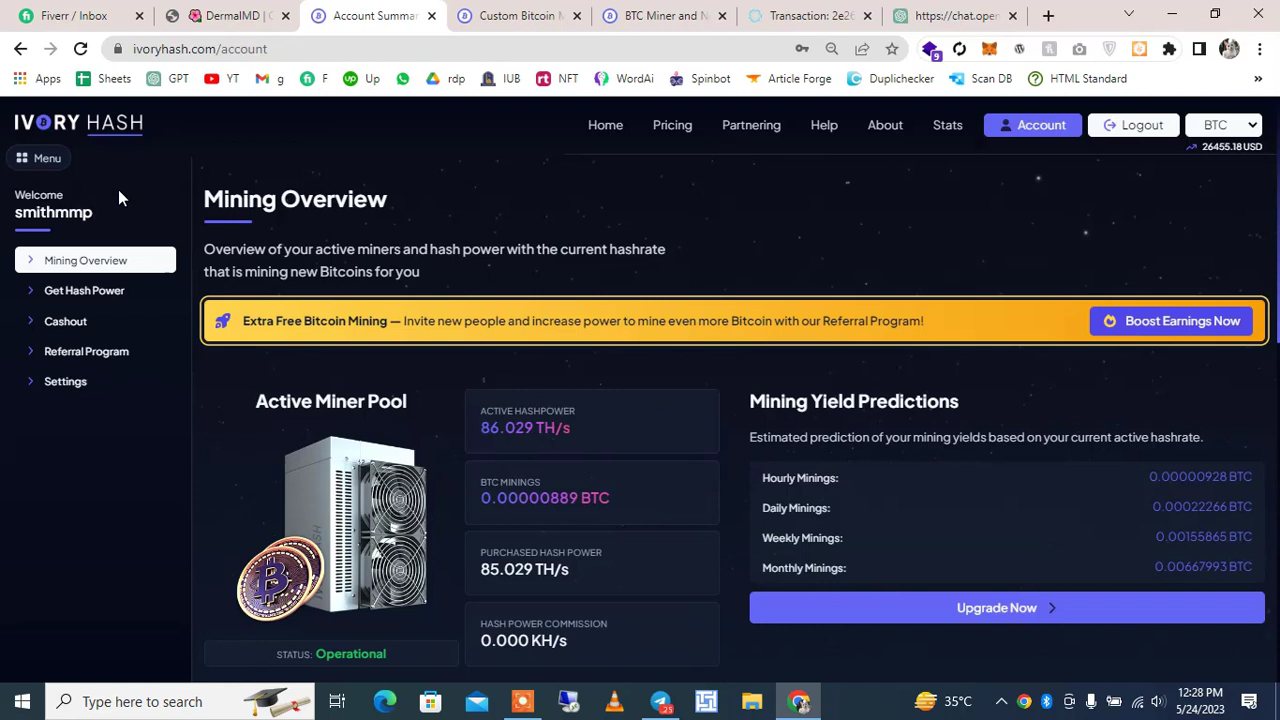 Fiverr / Inbox
DermalMD | C
Account Summar
Custom Bitcoin M
BTC Miner and N
Transaction: 2e26
https://chat.open
ivoryhash.com/account
9
Apps
Sheets
GPT
YT
g
F
Up
rdp
IUB
NFT
WordAi
Spinbot
Article Forge
Duplichecker
Scan DB
HTML Standard
IVORY HASH
Home
Pricing
Partnering
Help
About
Stats
Account
Logout
BTC
26455.18 USD
Menu
Welcome
smithmmp
Mining Overview
Get Hash Power
Cashout
Referral Program
Settings
Mining Overview
Overview of your active miners and hash power with the current hashrate
that is mining new Bitcoins for you
Extra Free Bitcoin Mining — Invite new people and increase power to mine even more Bitcoin with our Referral Program!
Boost Earnings Now
Active Miner Pool
STATUS: Operational
ACTIVE HASHPOWER
86.029 TH/s
BTC MININGS
0.00000889 BTC
PURCHASED HASH POWER
85.029 TH/s
HASH POWER COMMISSION
0.000 KH/s
Mining Yield Predictions
Estimated prediction of your mining yields based on your current active hashrate.
Hourly Minings: 0.00000928 BTC
Daily Minings: 0.00022266 BTC
Weekly Minings: 0.00155865 BTC
Monthly Minings: 0.00667993 BTC
Upgrade Now
Type here to search
35°C
12:28 PM
5/24/2023